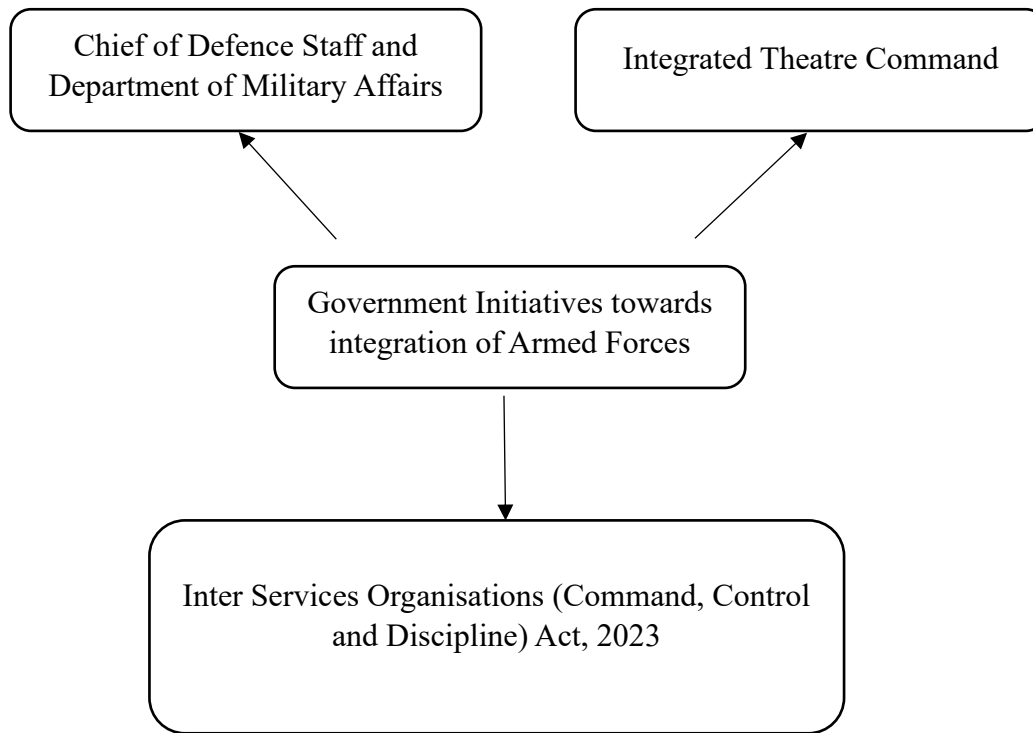 Chief of Defence Staff and
Department of Military Affairs
Integrated Theatre Command
Government Initiatives towards
integration of Armed Forces
Inter Services Organisations (Command, Control
and Discipline) Act, 2023